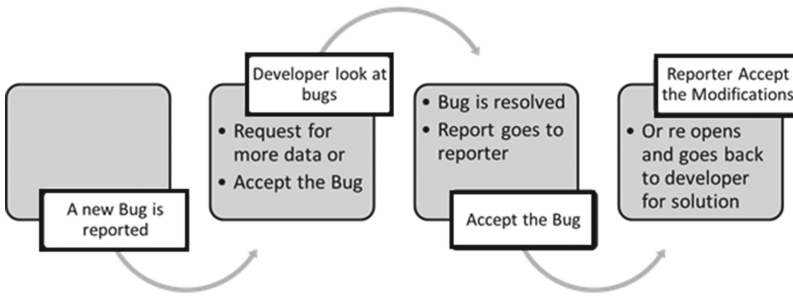 A new Bug is
reported
Developer look at
bugs
• Request for
more data or
• Accept the Bug
• Bug is resolved
• Report goes to
reporter
Accept the Bug
Reporter Accept
the Modifications
• Or re opens
and goes back
to developer
for solution